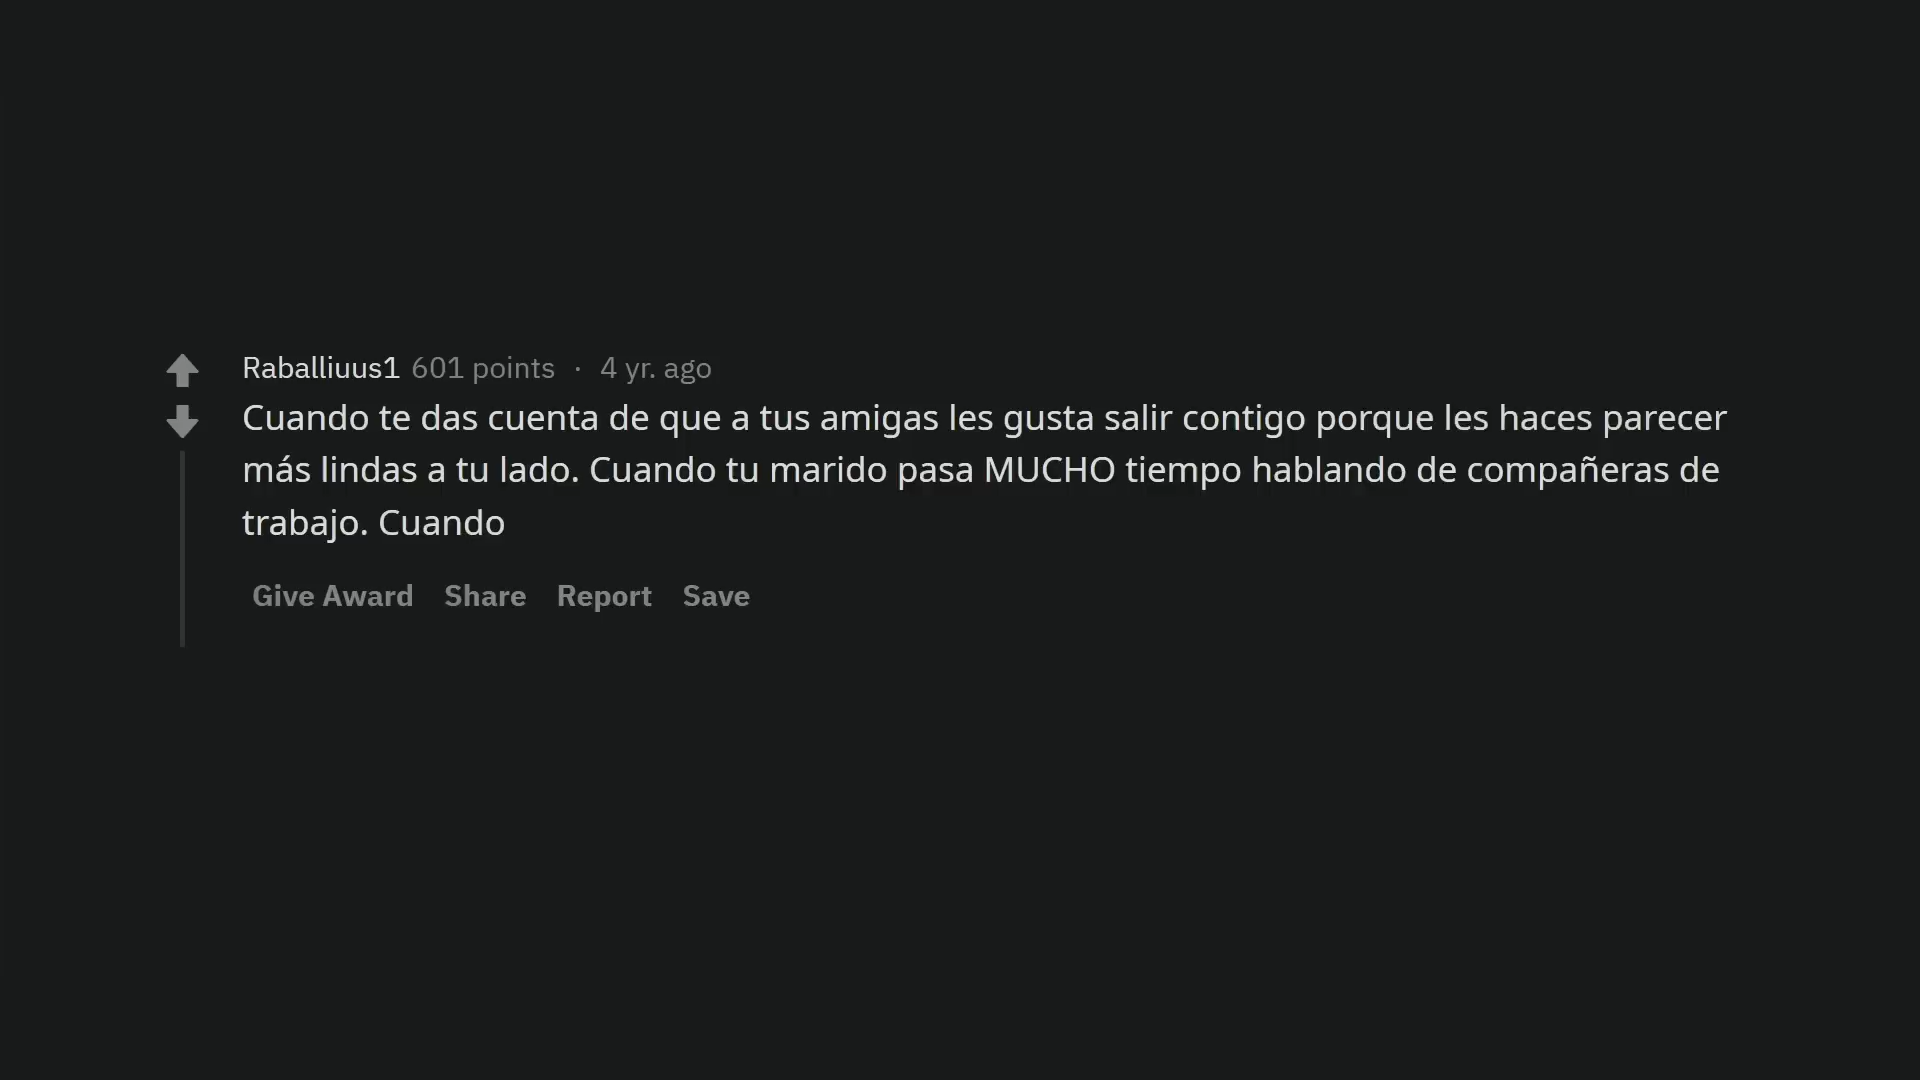 Raballiuus1 601 points · 4 yr. ago
Cuando te das cuenta de que a tus amigas les gusta salir contigo porque les haces parecer
más lindas a tu lado. Cuando tu marido pasa MUCHO tiempo hablando de compañeras de
trabajo. Cuando
Give Award Share Report Save